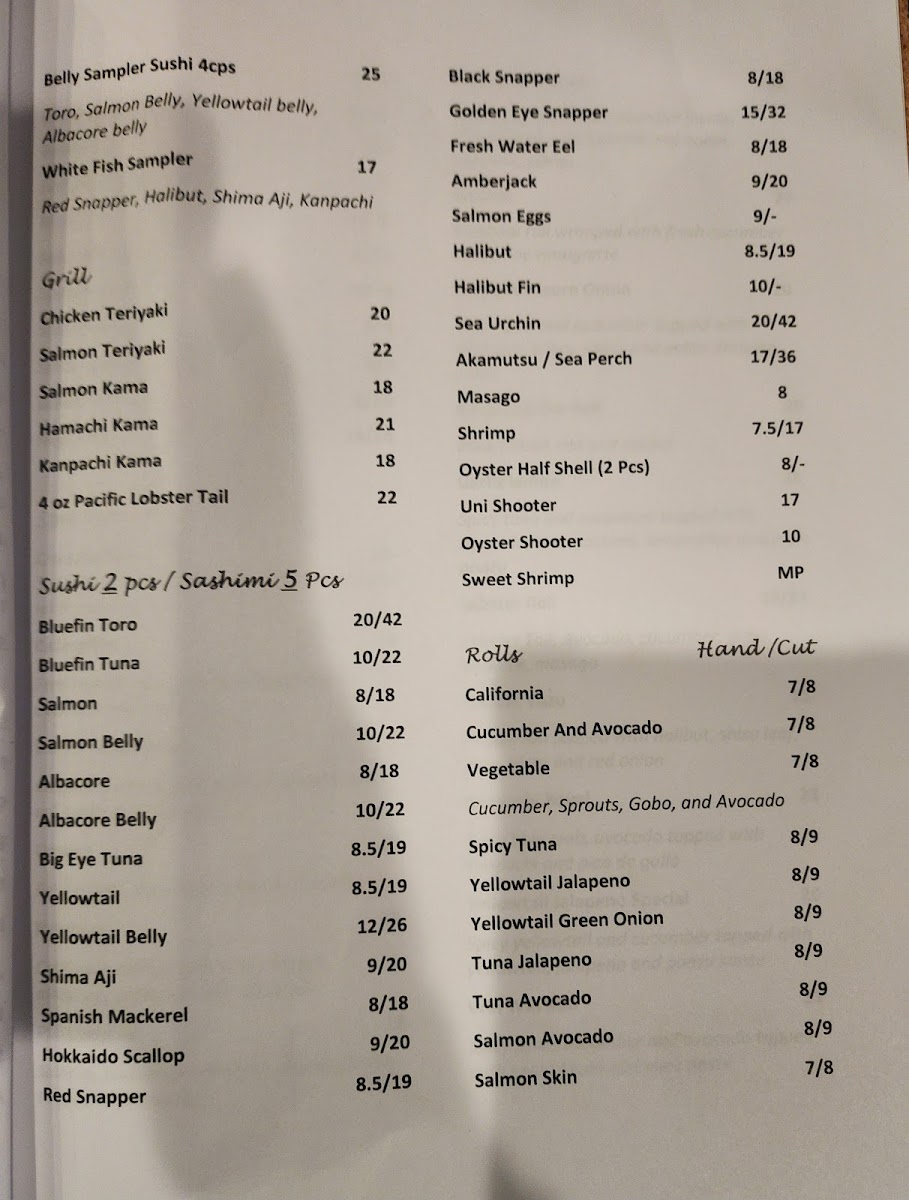 Belly Sampler Sushi 4cps 25
Toro, Salmon Belly, Yellowtail belly,
Albacore belly
White Fish Sampler 17
Red Snapper, Halibut, Shima Aji, Kanpachi
Grill
Chicken Teriyaki 20
Salmon Teriyaki 22
Salmon Kama 18
Hamachi Kama 21
Kanpachi Kama 18
4 oz Pacific Lobster Tail 22
Sushi 2 pcs / Sashimi 5 Pcs
Bluefin Toro 20/42
Bluefin Tuna 10/22
Salmon 8/18
Salmon Belly 10/22
Albacore 8/18
Albacore Belly 10/22
Big Eye Tuna 8.5/19
Yellowtail 8.5/19
Yellowtail Belly 12/26
Shima Aji 9/20
Spanish Mackerel 8/18
Hokkaido Scallop 9/20
Red Snapper 8.5/19
Black Snapper 8/18
Golden Eye Snapper 15/32
Fresh Water Eel 8/18
Amberjack 9/20
Salmon Eggs 9/-
Halibut 8.5/19
Halibut Fin 10/-
Sea Urchin 20/42
Akamutsu / Sea Perch 17/36
Masago 8
Shrimp 7.5/17
Oyster Half Shell (2 Pcs) 8/-
Uni Shooter 17
Oyster Shooter 10
Sweet Shrimp MP
Rolls Hand /Cut
California 7/8
Cucumber And Avocado 7/8
Vegetable 7/8
Cucumber, Sprouts, Gobo, and Avocado
Spicy Tuna 8/9
Yellowtail Jalapeno 8/9
Yellowtail Green Onion 8/9
Tuna Jalapeno 8/9
Tuna Avocado 8/9
Salmon Avocado 8/9
Salmon Skin 7/8